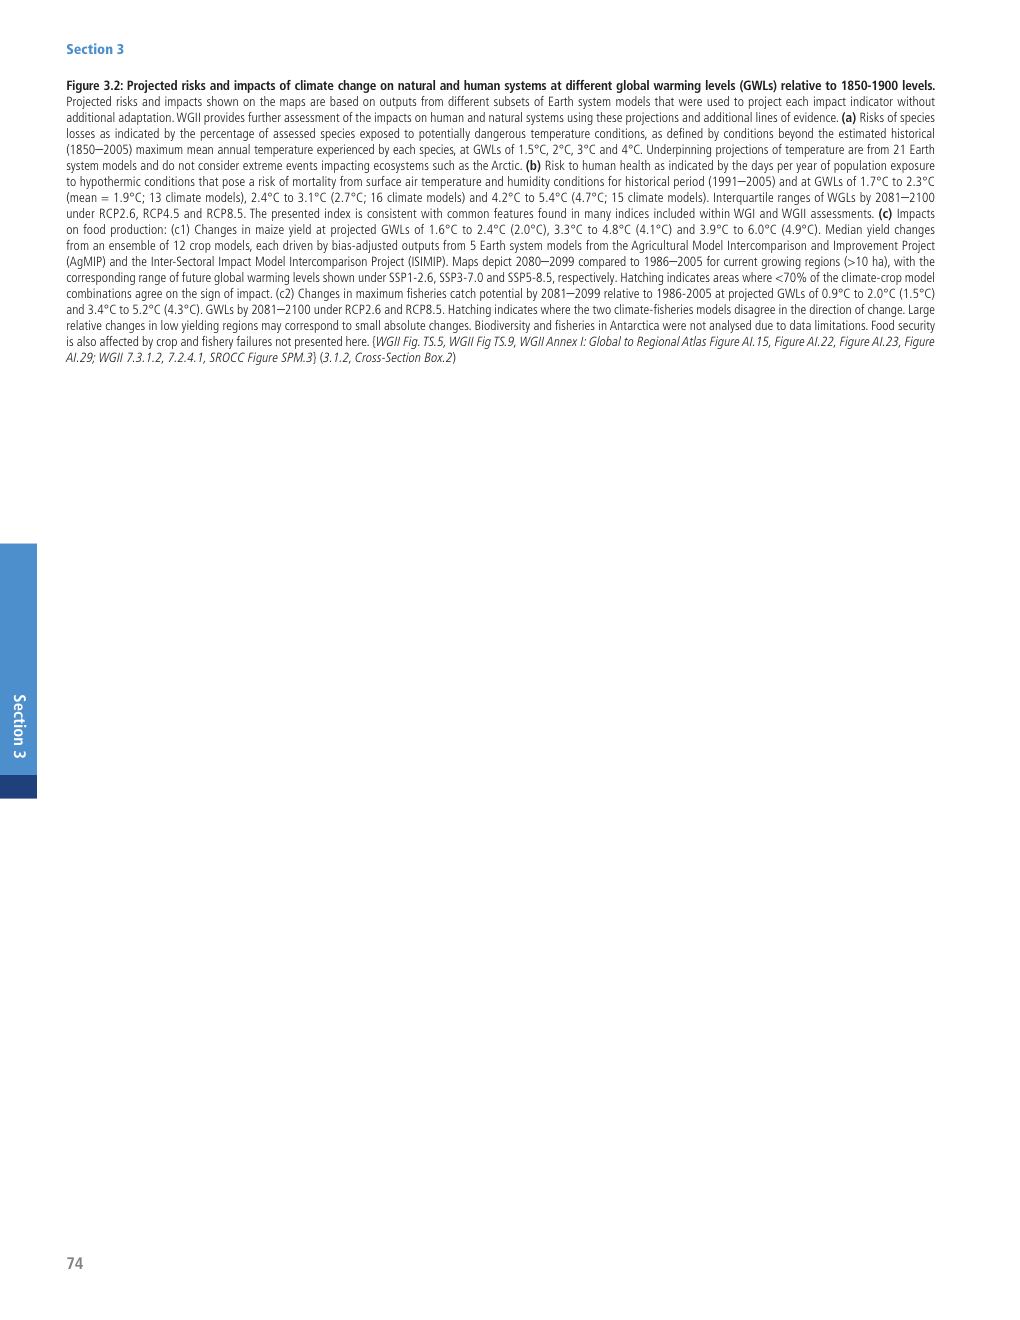 Section 3
Figure 3.2: Projected risks and impacts of climate change on natural and human systems at different global warming levels (GWLs) relative to 1850-1900 levels.
Projected risks and impacts shown on the maps are based on outputs from different subsets of Earth system models that were used to project each impact indicator without
additional adaptation. WGII provides further assessment of the impacts on human and natural systems using these projections and additional lines of evidence. (a) Risks of species
losses as indicated by the percentage of assessed species exposed to potentially dangerous temperature conditions, as defined by conditions beyond the estimated historical
(1850–2005) maximum mean annual temperature experienced by each species, at GWLs of 1.5°C, 2°C, 3°C and 4°C. Underpinning projections of temperature are from 21 Earth
system models and do not consider extreme events impacting ecosystems such as the Arctic. (b) Risk to human health as indicated by the days per year of population exposure
to hypothermic conditions that pose a risk of mortality from surface air temperature and humidity conditions for historical period (1991–2005) and at GWLs of 1.7°C to 2.3°C
(mean = 1.9°C; 13 climate models), 2.4°C to 3.1°C (2.7°C; 16 climate models) and 4.2°C to 5.4°C (4.7°C; 15 climate models). Interquartile ranges of WGLs by 2081–2100
under RCP2.6, RCP4.5 and RCP8.5. The presented index is consistent with common features found in many indices included within WGI and WGII assessments. (c) Impacts
on food production: (c1) Changes in maize yield at projected GWLs of 1.6°C to 2.4°C (2.0°C), 3.3°C to 4.8°C (4.1°C) and 3.9°C to 6.0°C (4.9°C). Median yield changes
from an ensemble of 12 crop models, each driven by bias-adjusted outputs from 5 Earth system models from the Agricultural Model Intercomparison and Improvement Project
(AgMIP) and the Inter-Sectoral Impact Model Intercomparison Project (ISIMIP). Maps depict 2080–2099 compared to 1986–2005 for current growing regions (>10 ha), with the
corresponding range of future global warming levels shown under SSP1-2.6, SSP3-7.0 and SSP5-8.5, respectively. Hatching indicates areas where <70% of the climate-crop model
combinations agree on the sign of impact. (c2) Changes in maximum fisheries catch potential by 2081–2099 relative to 1986-2005 at projected GWLs of 0.9°C to 2.0°C (1.5°C)
and 3.4°C to 5.2°C (4.3°C). GWLs by 2081–2100 under RCP2.6 and RCP8.5. Hatching indicates where the two climate-fisheries models disagree in the direction of change. Large
relative changes in low yielding regions may correspond to small absolute changes. Biodiversity and fisheries in Antarctica were not analysed due to data limitations. Food security
is also affected by crop and fishery failures not presented here. {WGII Fig. TS.5, WGII Fig TS.9, WGII Annex I: Global to Regional Atlas Figure AI.15, Figure AI.22, Figure AI.23, Figure
AI.29; WGII 7.3.1.2, 7.2.4.1, SROCC Figure SPM.3} (3.1.2, Cross-Section Box.2)
Section 3
74